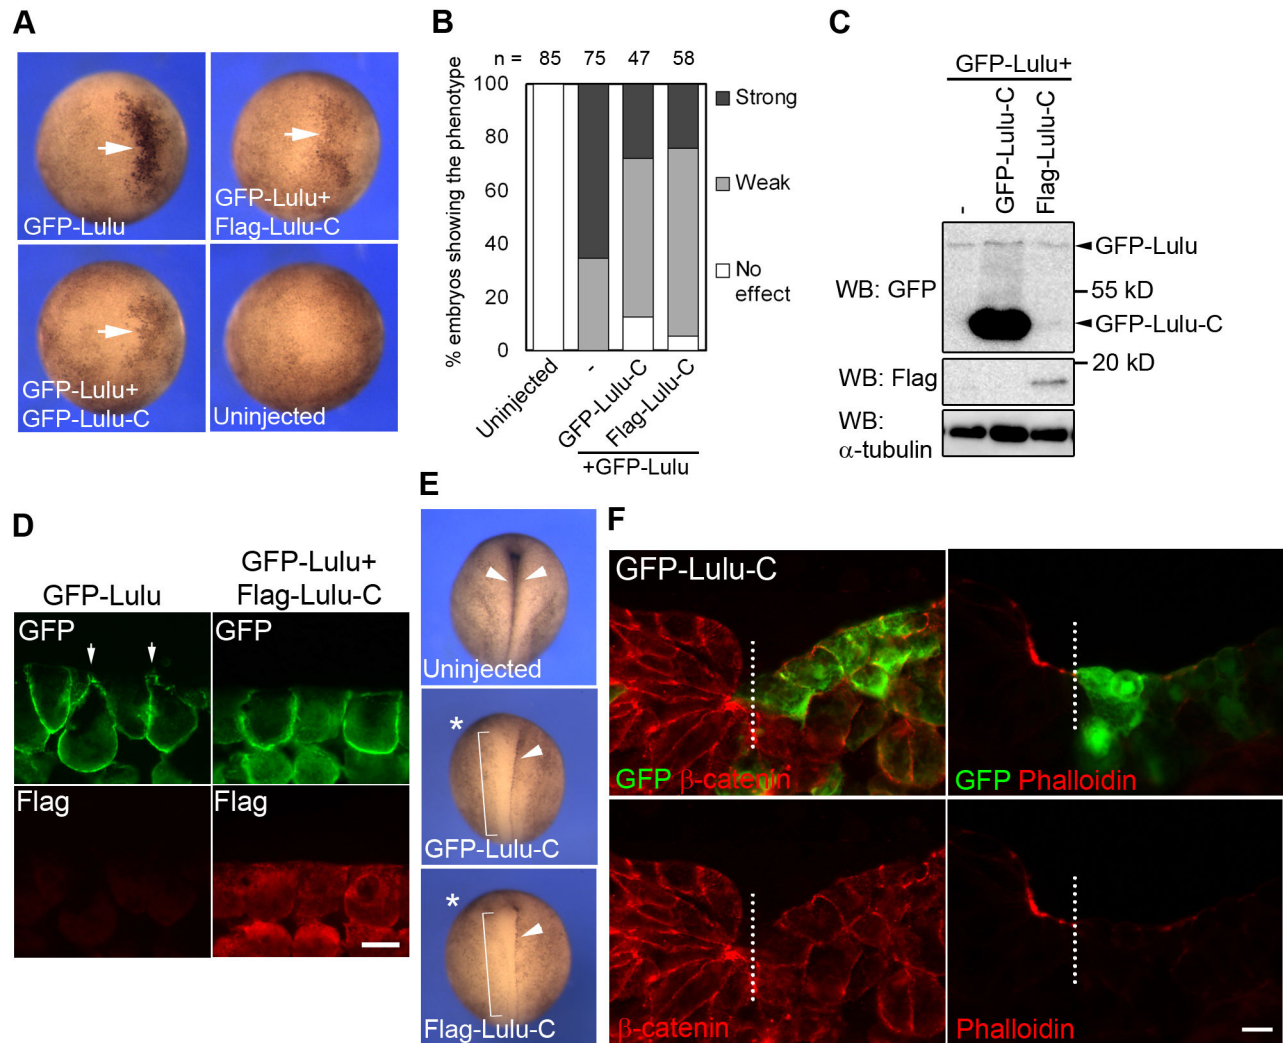 A
GFP-Lulu
GFP-Lulu+
Flag-Lulu-C
GFP-Lulu+
GFP-Lulu-C
Uninjected
B
n = 85 75 47 58
% embryos showing the phenotype
100
80
60
40
20
0
Strong
Weak
No
effect
Uninjected
-
GFP-Lulu-C
Flag-Lulu-C
+GFP-Lulu
C
GFP-Lulu+
-
GFP-Lulu-C
Flag-Lulu-C
WB: GFP
GFP-Lulu
55 kD
GFP-Lulu-C
20 kD
WB: Flag
WB:
α-tubulin
D
GFP-Lulu
GFP-Lulu+
Flag-Lulu-C
GFP
GFP
Flag
Flag
E
Uninjected
*
GFP-Lulu-C
*
Flag-Lulu-C
F
GFP-Lulu-C
GFP β-catenin
GFP Phalloidin
β-catenin
Phalloidin